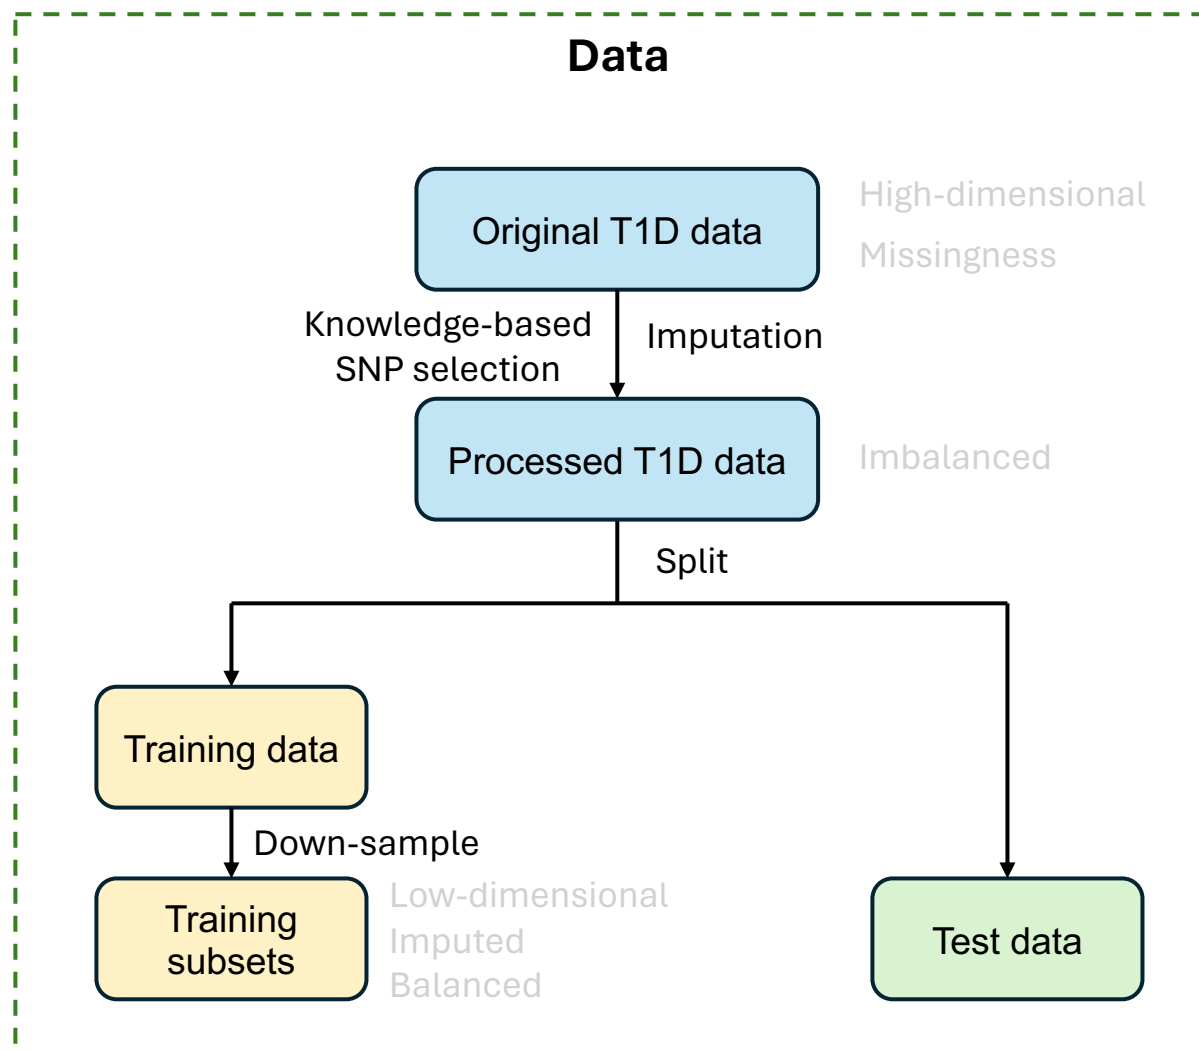 Data
Original T1D data
High-dimensional
Missingness
Knowledge-based
SNP selection
Imputation
Processed T1D data
Imbalanced
Split
Training data
Down-sample
Training
subsets
Low-dimensional
Imputed
Balanced
Test data